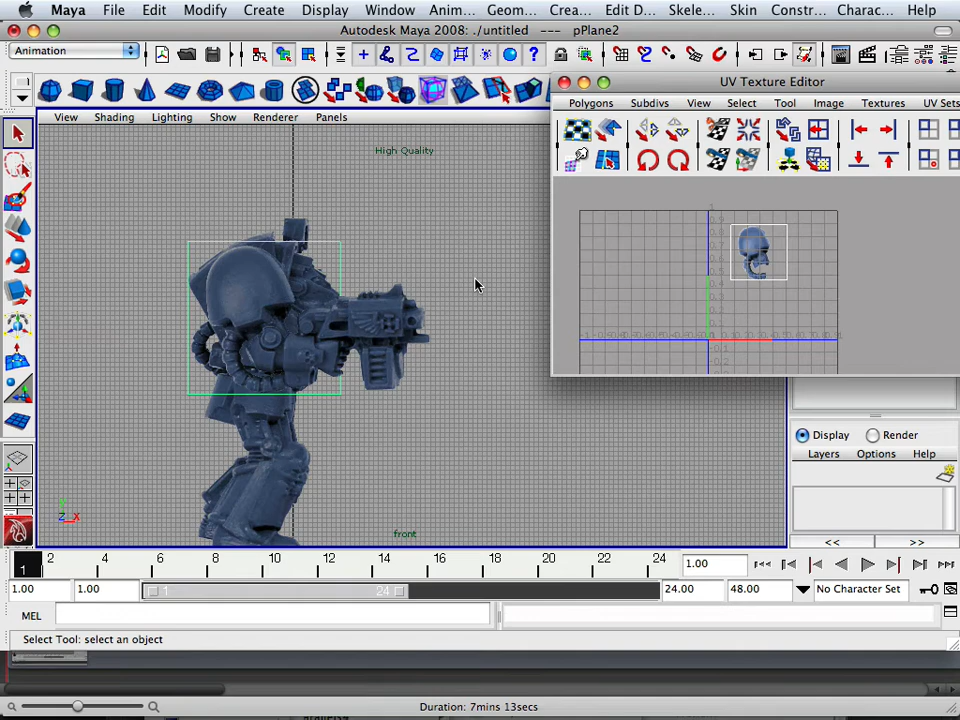 Maya File Edit Modify Create Display Window Anim... Geom... Crea... Edit D... Skele... Skin Constr... Charac... Help
Autodesk Maya 2008: ./untitled --- pPlane2
Animation
UV Texture Editor
Polygons Subdivs View Select Tool Image Textures UV Sets
View Shading Lighting Show Renderer Panels
High Quality
front
Y
Z X
Display Render
Layers Options Help
<< >>
2 4 6 8 10 12 14 16 18 20 22 24
1
1.00
1.00 1.00 1 24 24.00 48.00 No Character Set
MEL
Select Tool: select an object
Duration: 7mins 13secs